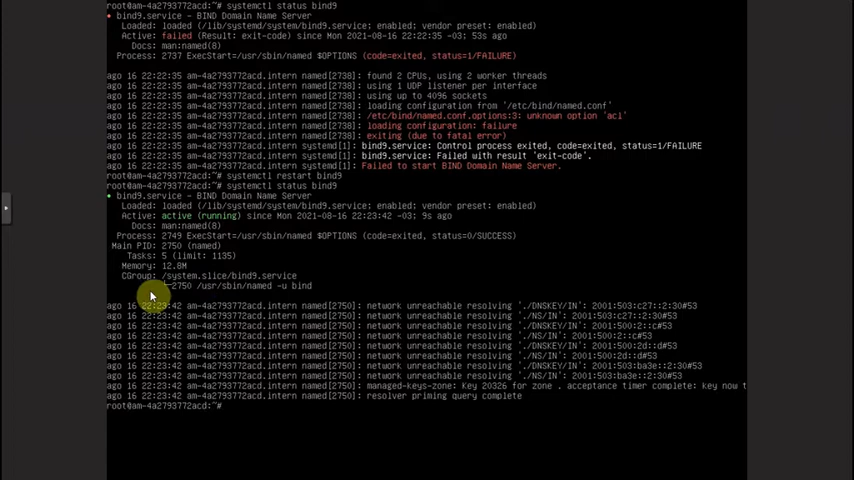 root@am-4a2793772acd:~# systemctl status bind9
● bind9.service - BIND Domain Name Server
Loaded: loaded (/lib/systemd/system/bind9.service; enabled; vendor preset: enabled)
Active: failed (Result: exit-code) since Mon 2021-08-16 22:22:35 -03; 53s ago
Docs: man:named(8)
Process: 2737 ExecStart=/usr/sbin/named $OPTIONS (code=exited, status=1/FAILURE)
ago 16 22:22:35 am-4a2793772acd.intern named[2738]: found 2 CPUs, using 2 worker threads
ago 16 22:22:35 am-4a2793772acd.intern named[2738]: using 1 UDP listener per interface
ago 16 22:22:35 am-4a2793772acd.intern named[2738]: using up to 4096 sockets
ago 16 22:22:35 am-4a2793772acd.intern named[2738]: loading configuration from '/etc/bind/named.conf'
ago 16 22:22:35 am-4a2793772acd.intern named[2738]: /etc/bind/named.conf.options:3: unknown option 'aci'
ago 16 22:22:35 am-4a2793772acd.intern named[2738]: loading configuration: failure
ago 16 22:22:35 am-4a2793772acd.intern named[2738]: exiting (due to fatal error)
ago 16 22:22:35 am-4a2793772acd.intern systemd[1]: bind9.service: Control process exited, code=exited, status=1/FAILURE
ago 16 22:22:35 am-4a2793772acd.intern systemd[1]: bind9.service: Failed with result 'exit-code'.
ago 16 22:22:35 am-4a2793772acd.intern systemd[1]: Failed to start BIND Domain Name Server.
root@am-4a2793772acd:~# systemctl restart bind9
root@am-4a2793772acd:~# systemctl status bind9
● bind9.service - BIND Domain Name Server
Loaded: loaded (/lib/systemd/system/bind9.service; enabled; vendor preset: enabled)
Active: active (running) since Mon 2021-08-16 22:23:42 -03; 9s ago
Docs: man:named(8)
Process: 2749 ExecStart=/usr/sbin/named $OPTIONS (code=exited, status=0/SUCCESS)
Main PID: 2750 (named)
Tasks: 5 (limit: 1135)
Memory: 12.8M
CGroup: /system.slice/bind9.service
└─2750 /usr/sbin/named -u bind
ago 16 22:23:42 am-4a2793772acd.intern named[2750]: network unreachable resolving './DNSKEY/IN': 2001:503:c27::2:30#53
ago 16 22:23:42 am-4a2793772acd.intern named[2750]: network unreachable resolving './NS/IN': 2001:503:c27::2:30#53
ago 16 22:23:42 am-4a2793772acd.intern named[2750]: network unreachable resolving './DNSKEY/IN': 2001:500:2::c#53
ago 16 22:23:42 am-4a2793772acd.intern named[2750]: network unreachable resolving './NS/IN': 2001:500:2::c#53
ago 16 22:23:42 am-4a2793772acd.intern named[2750]: network unreachable resolving './DNSKEY/IN': 2001:500:2d::d#53
ago 16 22:23:42 am-4a2793772acd.intern named[2750]: network unreachable resolving './NS/IN': 2001:500:2d::d#53
ago 16 22:23:42 am-4a2793772acd.intern named[2750]: network unreachable resolving './DNSKEY/IN': 2001:503:ba3e::2:30#53
ago 16 22:23:42 am-4a2793772acd.intern named[2750]: network unreachable resolving './NS/IN': 2001:503:ba3e::2:30#53
ago 16 22:23:42 am-4a2793772acd.intern named[2750]: managed-keys-zone: Key 20326 for zone . acceptance timer complete: key now t
ago 16 22:23:42 am-4a2793772acd.intern named[2750]: resolver priming query complete
root@am-4a2793772acd:~#